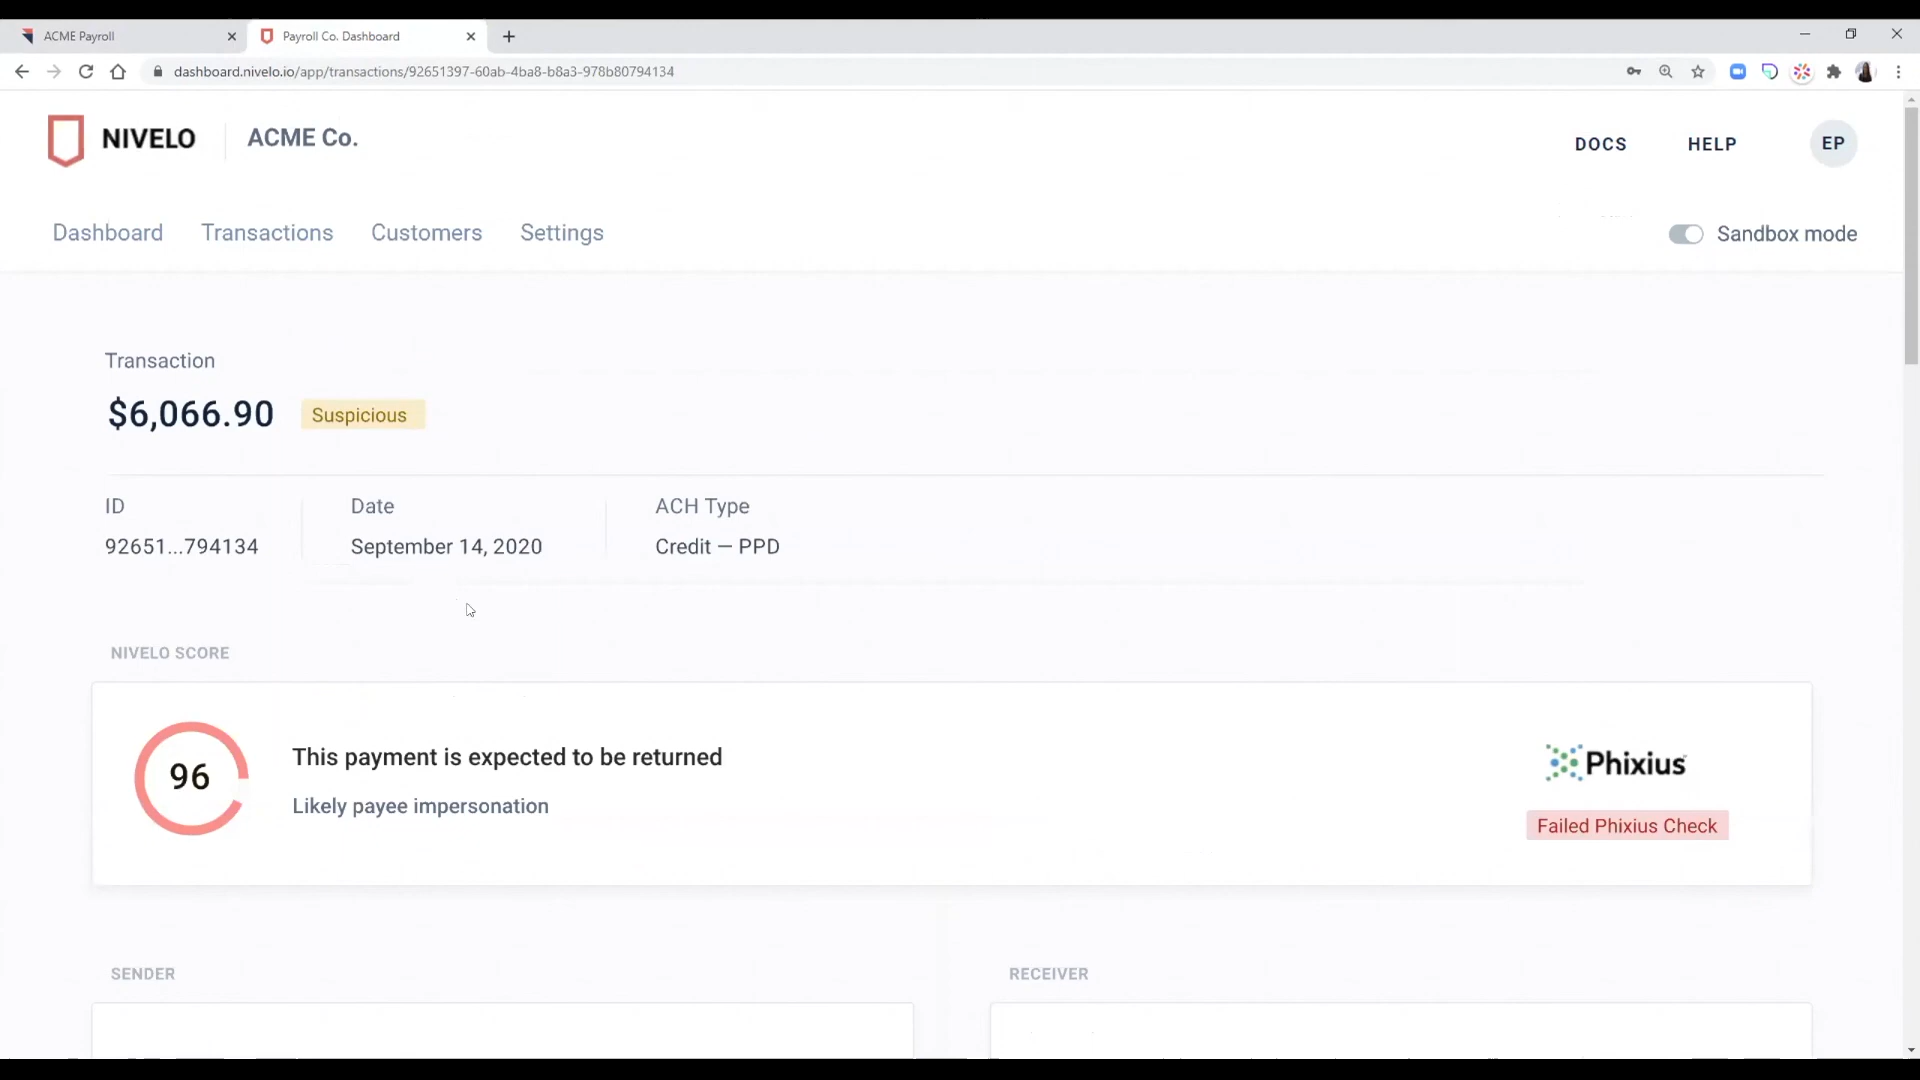 ACME Payroll
Payroll Co. Dashboard
dashboard.nivelo.io/app/transactions/92651397-60ab-4ba8-b8a3-978b80794134
NIVELO
ACME Co.
DOCS
HELP
EP
Dashboard
Transactions
Customers
Settings
Sandbox mode
Transaction
$6,066.90
Suspicious
ID
Date
ACH Type
92651...794134
September 14, 2020
Credit — PPD
NIVELO SCORE
96
This payment is expected to be returned
Likely payee impersonation
Phixius
Failed Phixius Check
SENDER
RECEIVER